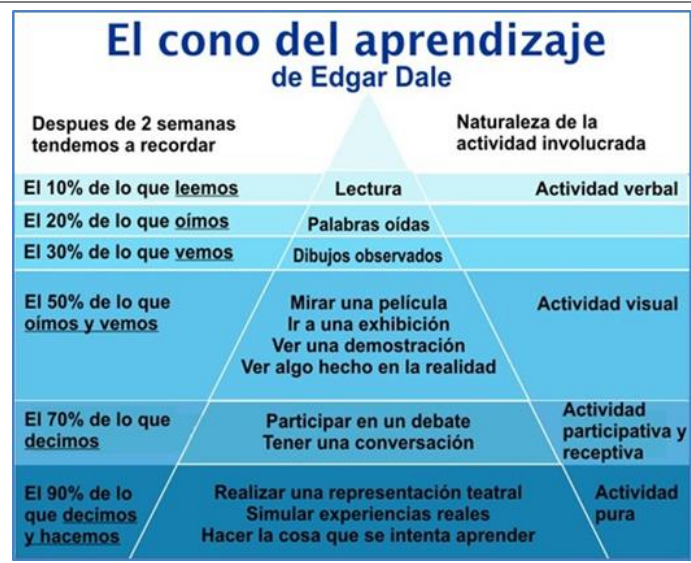 El cono del aprendizaje
de Edgar Dale
Despues de 2 semanas
tendemos a recordar
Naturaleza de la
actividad involucrada
El 10% de lo que leemos
Lectura
Actividad verbal
El 20% de lo que oímos
Palabras oídas
El 30% de lo que vemos
Dibujos observados
El 50% de lo que
oímos y vemos
Mirar una película
Ir a una exhibición
Ver una demostración
Ver algo hecho en la realidad
Actividad visual
El 70% de lo que
decimos
Participar en un debate
Tener una conversación
Actividad
participativa y
receptiva
El 90% de lo
que decimos
y hacemos
Realizar una representación teatral
Simular experiencias reales
Hacer la cosa que se intenta aprender
Actividad
pura